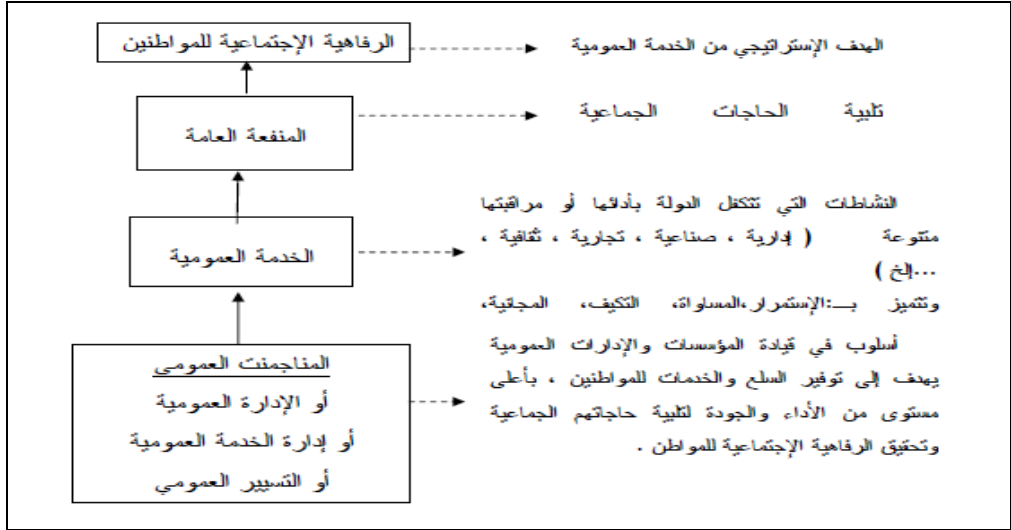 الرفاهية الإجتماعية للمواطنين
الهدف الإستراتيجي من الخدمة العمومية
المنفعة العامة
تلبية الحاجات الجماعية
الخدمة العمومية
النشاطات التي تتكفل الدولة بأدائها أو مراقبتها
متنوعة ( إدارية ، صناعية ، تجارية ، ثقافية ،
...إلخ )
وتتميز بـــ:الإستمرار،المساواة، التكيف، المجانية،
المناجمنت العمومي
أو الإدارة العمومية
أو إدارة الخدمة العمومية
أو التسيير العمومي
أسلوب في قيادة المؤسسات والإدارات العمومية
يهدف إلى توفير السلع والخدمات للمواطنين ، بأعلى
مستوى من الأداء والجودة لتلبية حاجاتهم الجماعية
وتحقيق الرفاهية الإجتماعية للمواطن .